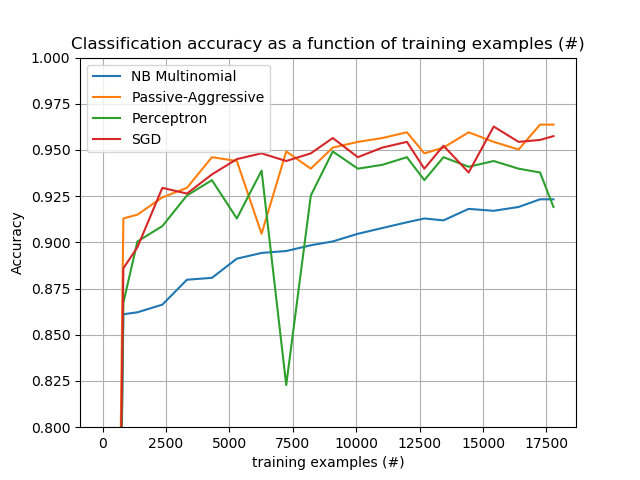 Classification accuracy as a function of training examples (#)
NB Multinomial
Passive-Aggressive
Perceptron
SGD
1.000
0.975
0.950
0.925
0.900
0.875
0.850
0.825
0.800
Accuracy
0 2500 5000 7500 10000 12500 15000 17500
training examples (#)